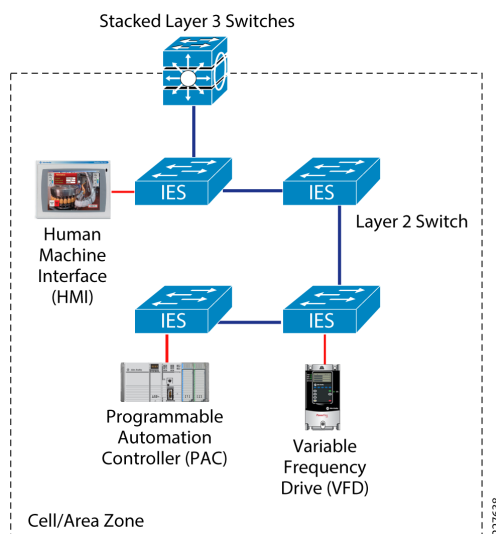 Stacked Layer 3 Switches
IES
IES
Layer 2 Switch
Human
Machine
Interface
(HMI)
IES
IES
Programmable
Automation
Controller (PAC)
Variable
Frequency
Drive (VFD)
Cell/Area Zone